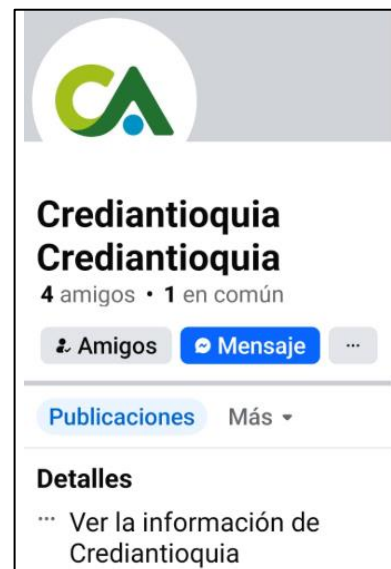 CA
Crediantioquia
Crediantioquia
4 amigos • 1 en común
Amigos Mensaje ...
Publicaciones Más
Detalles
... Ver la información de
Crediantioquia